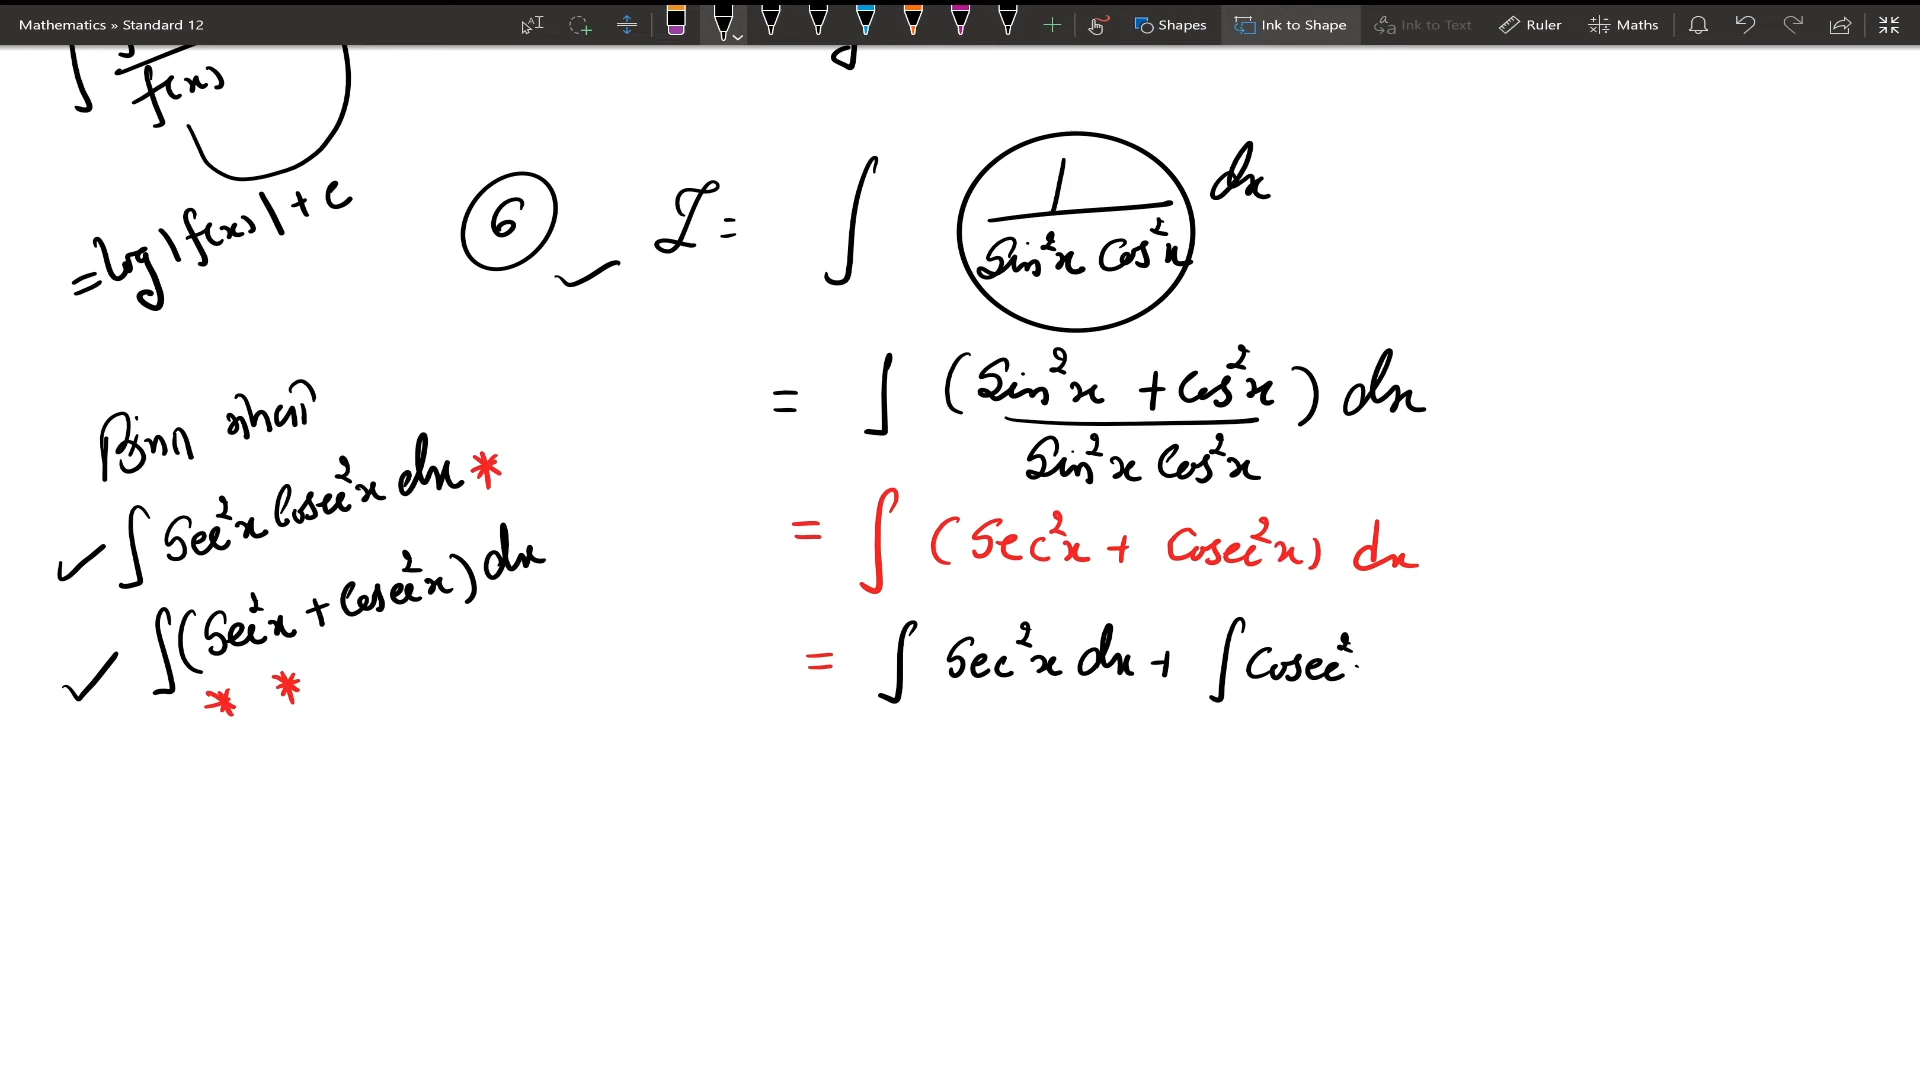 Mathematics » Standard 12
Shapes
Ink to Shape
Ink to Text
Ruler
Maths
∫ f(x)
= log |f(x)| + c
6 I = ∫ 1 / Sin²x Cos²x dx
= ∫ (Sin²x + Cos²x) / Sin²x Cos²x dx
∫ Sec²x Cosec²x dx *
= ∫ (Sec²x + Cosec²x) dx
∫ (Sec²x + Cosec²x) dx
* *
= ∫ Sec²x dx + ∫ Cosec²